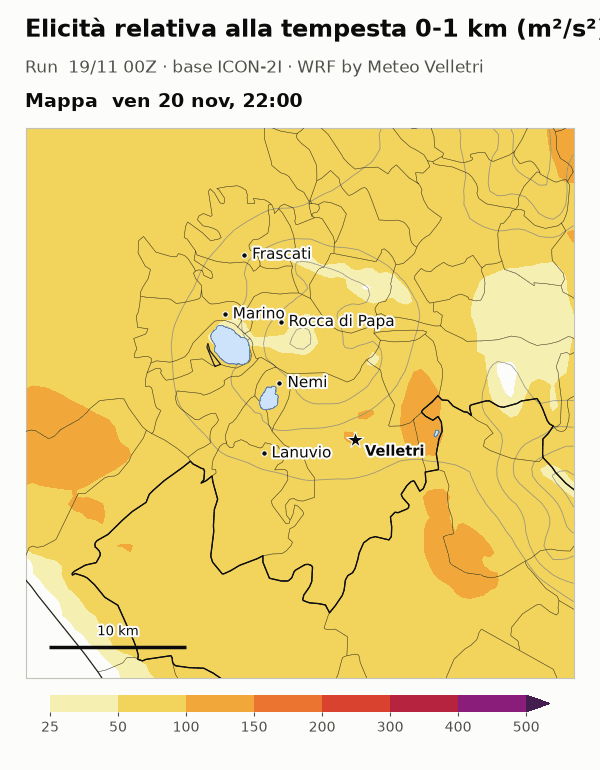 Elicità relativa alla tempesta 0-1 km (m²/s²)
Run 19/11 00Z · base ICON-2I · WRF by Meteo Velletri
Mappa ven 20 nov, 22:00
Frascati
Marino
Rocca di Papa
Nemi
Velletri
Lanuvio
10 km
25 50 100 150 200 300 400 500